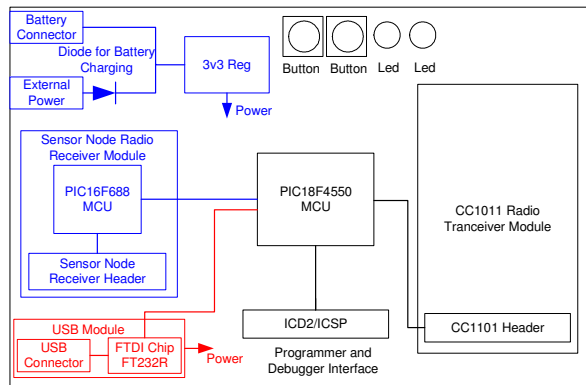 Battery
Connector
Diode for Battery
Charging
External
Power
3v3 Reg
Power
Button
Button
Led
Led
Sensor Node Radio
Receiver Module
PIC16F688
MCU
Sensor Node
Receiver Header
PIC18F4550
MCU
CC1011 Radio
Tranceiver Module
CC1101 Header
ICD2/ICSP
Programmer and
Debugger Interface
USB Module
USB
Connector
FTDI Chip
FT232R
Power